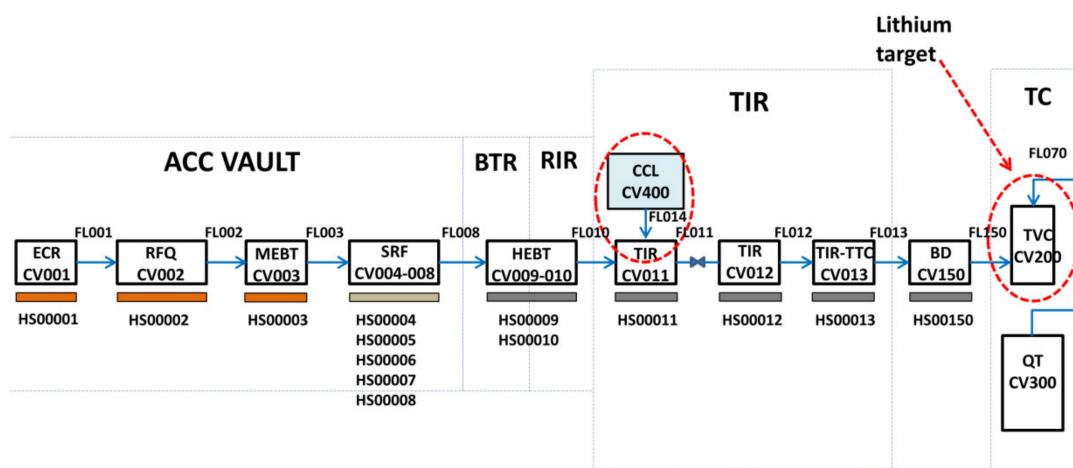 Lithium
target
TIR
TC
ACC VAULT
BTR
RIR
CCL
CV400
FL070
FL001
FL002
FL003
FL008
FL010
FL014
FL011
FL012
FL013
FL150
ECR
CV001
RFQ
CV002
MEBT
CV003
SRF
CV004-008
HEBT
CV009-010
TIR
CV011
TIR
CV012
TIR-TTC
CV013
BD
CV150
TVC
CV200
HS00001
HS00002
HS00003
HS00004
HS00005
HS00006
HS00007
HS00008
HS00009
HS00010
HS00011
HS00012
HS00013
HS00150
QT
CV300